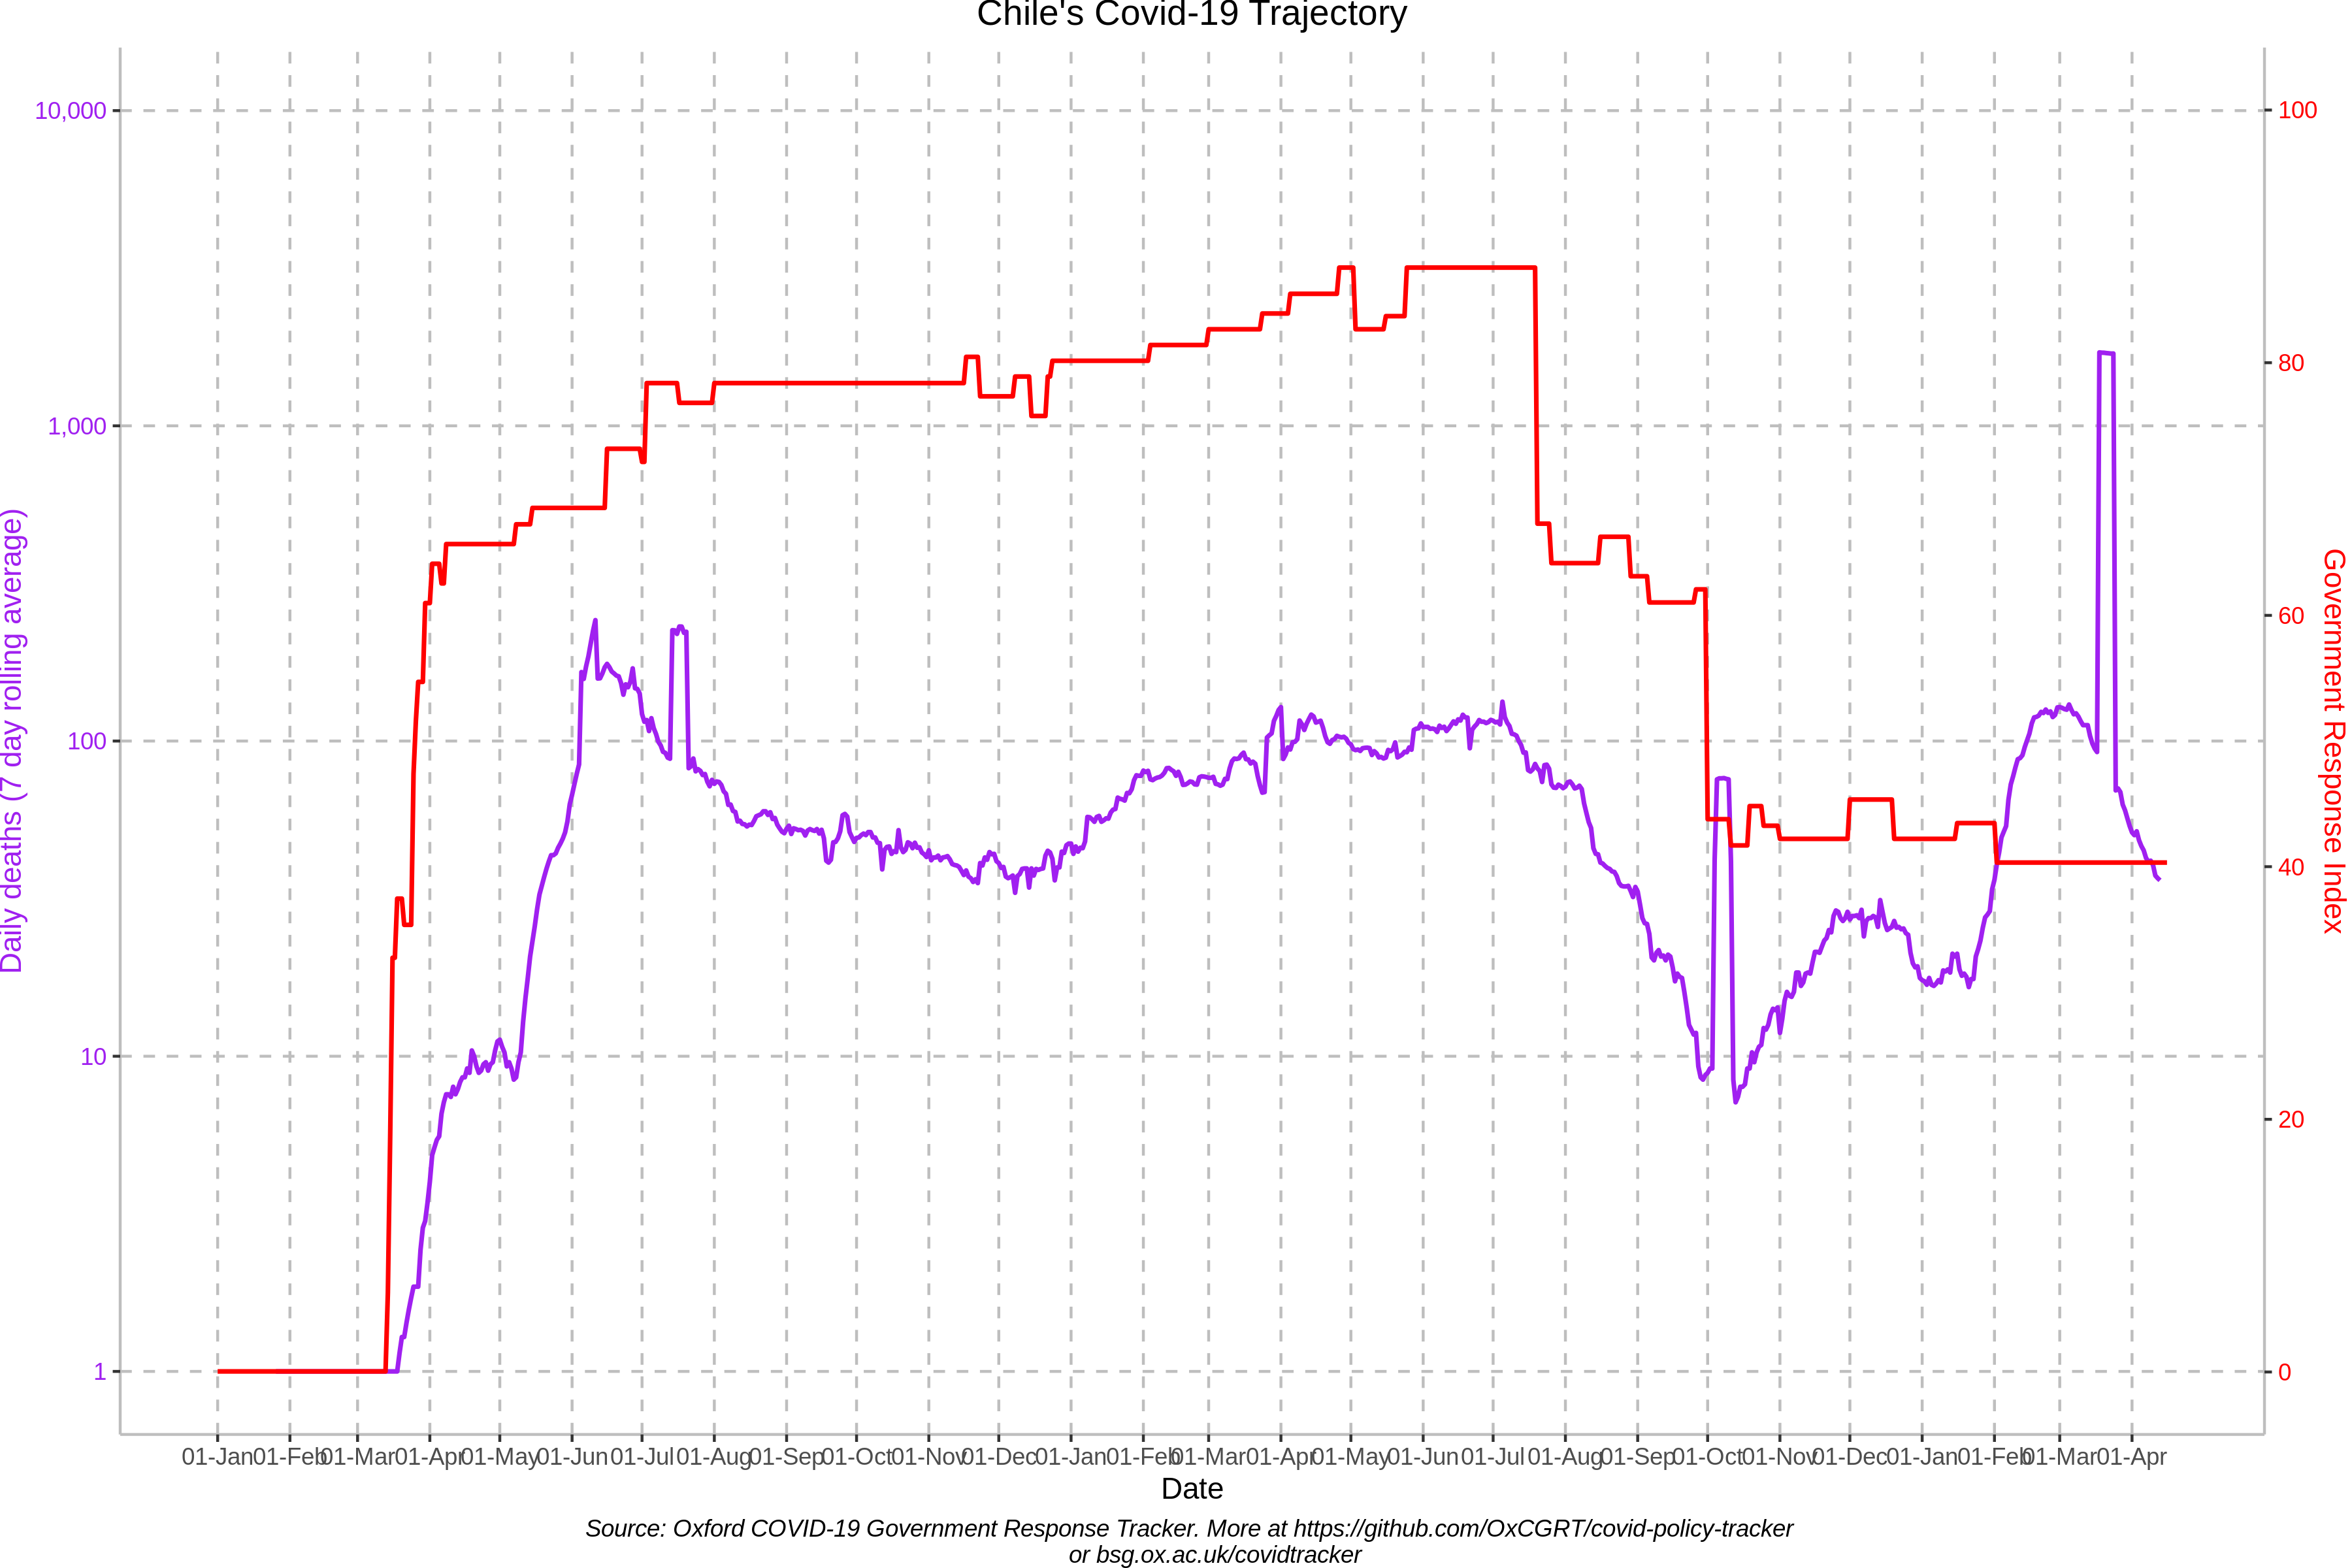 Chile's Covid-19 Trajectory
10,000
1,000
100
10
1
Daily deaths (7 day rolling average)
100
80
60
40
20
0
Government Response Index
01-Jan 01-Feb 01-Mar 01-Apr 01-May 01-Jun 01-Jul 01-Aug 01-Sep 01-Oct 01-Nov 01-Dec 01-Jan 01-Feb 01-Mar 01-Apr 01-May 01-Jun 01-Jul 01-Aug 01-Sep 01-Oct 01-Nov 01-Dec 01-Jan 01-Feb 01-Mar 01-Apr
Date
Source: Oxford COVID-19 Government Response Tracker. More at https://github.com/OxCGRT/covid-policy-tracker
or bsg.ox.ac.uk/covidtracker